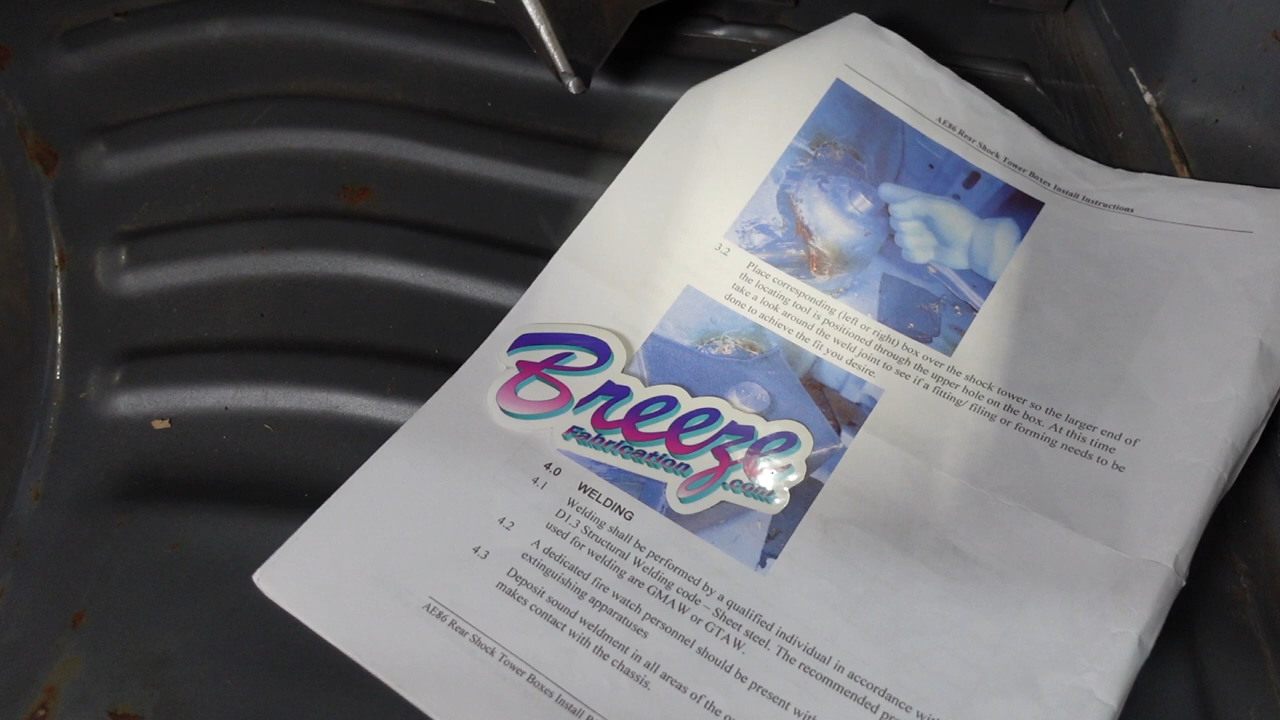 AE86 Rear Shock Tower Boxes Install Instructions
3.2 Place corresponding (left or right) box over the shock tower so the larger end of
the locating tool is positioned through the upper hole on the box. At this time
take a look around the weld joint to see if a fitting/ filing or forming needs to be
done to achieve the fit you desire.
Breeze
Fabrication
.com
4.0 WELDING
4.1 Welding shall be performed by a qualified individual in accordance
D1.3 Structural Welding code – Sheet steel. The recommended
used for welding are GMAW or GTAW.
4.2 A dedicated fire watch personnel should be present
extinguishing apparatuses
4.3 Deposit sound weldment in all areas of the
makes contact with the chassis.
AE86 Rear Shock Tower Boxes Install